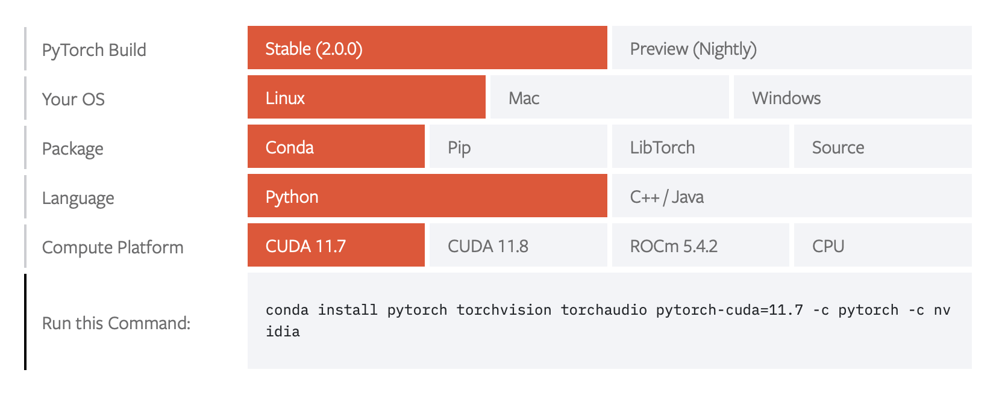 PyTorch Build
Stable (2.0.0)
Preview (Nightly)
Your OS
Linux
Mac
Windows
Package
Conda
Pip
LibTorch
Source
Language
Python
C++ / Java
Compute Platform
CUDA 11.7
CUDA 11.8
ROCm 5.4.2
CPU
Run this Command:
conda install pytorch torchvision torchaudio pytorch-cuda=11.7 -c pytorch -c nv
idia